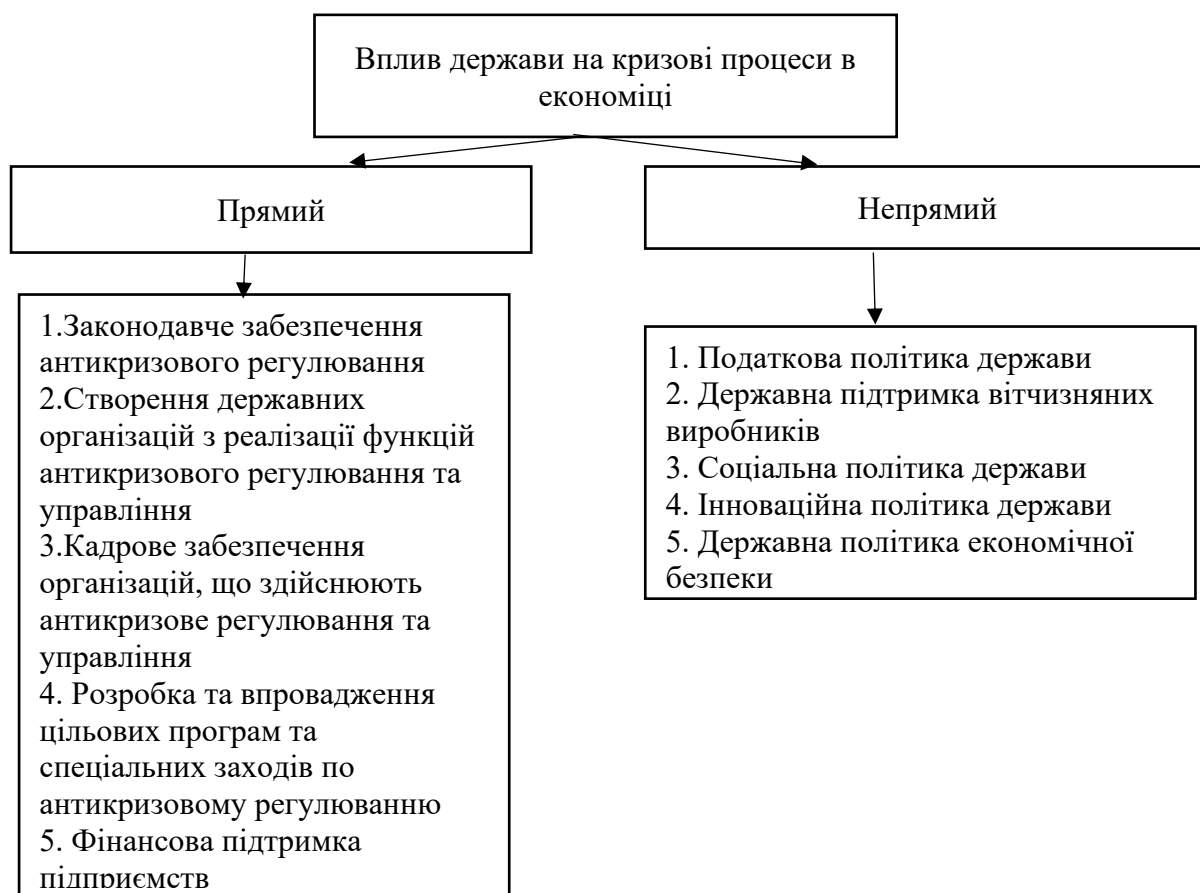 Вплив держави на кризові процеси в
економіці
Прямий
Непрямий
1.Законодавче забезпечення
антикризового регулювання
2.Створення державних
організацій з реалізації функцій
антикризового регулювання та
управління
3.Кадрове забезпечення
організацій, що здійснюють
антикризове регулювання та
управління
4. Розробка та впровадження
цільових програм та
спеціальних заходів по
антикризовому регулюванню
5. Фінансова підтримка
підприємств
1. Податкова політика держави
2. Державна підтримка вітчизняних
виробників
3. Соціальна політика держави
4. Інноваційна політика держави
5. Державна політика економічної
безпеки